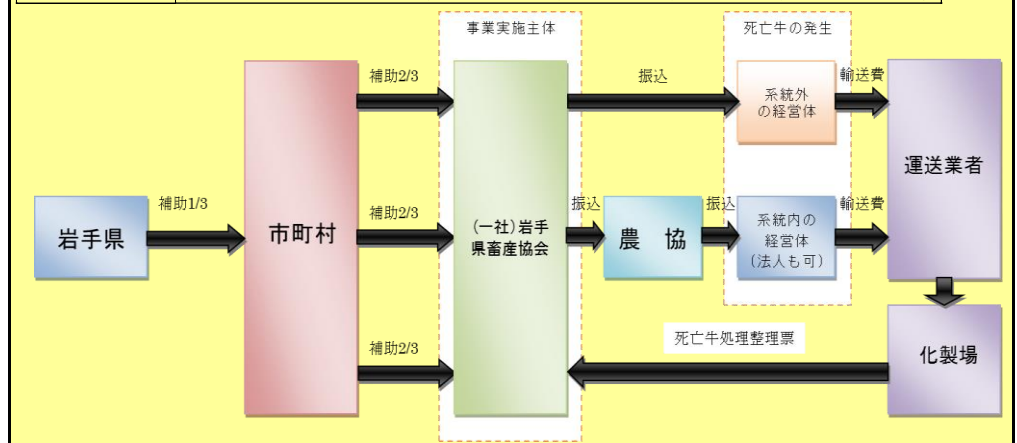 事業実施主体
死亡牛の発生
補助2/3
振込
輸送費
系統外
の経営体
運送業者
岩手県
補助1/3
市町村
補助2/3
(一社)岩手
県畜産協会
振込
農　協
振込
系統内の
経営体
(法人も可)
輸送費
補助2/3
死亡牛処理整理票
化製場